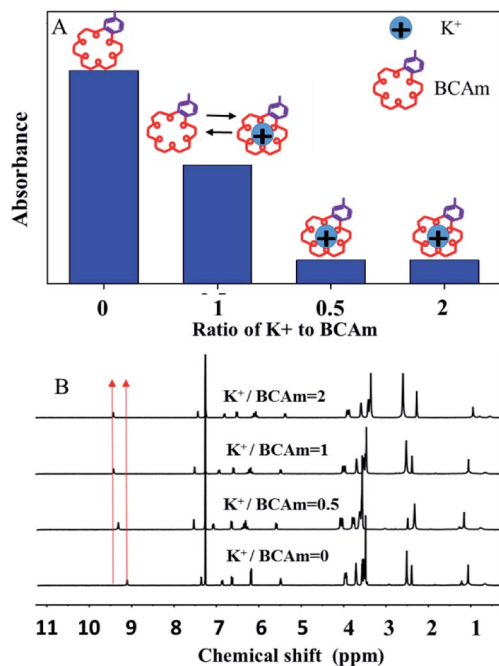 A
K⁺
BCAm
Absorbance
0
1
0.5
2
Ratio of K+ to BCAm
B
K⁺/ BCAm=2
K⁺/ BCAm=1
K⁺/ BCAm=0.5
K⁺/ BCAm=0
11 10 9 8 7 6 5 4 3 2 1
Chemical shift (ppm)